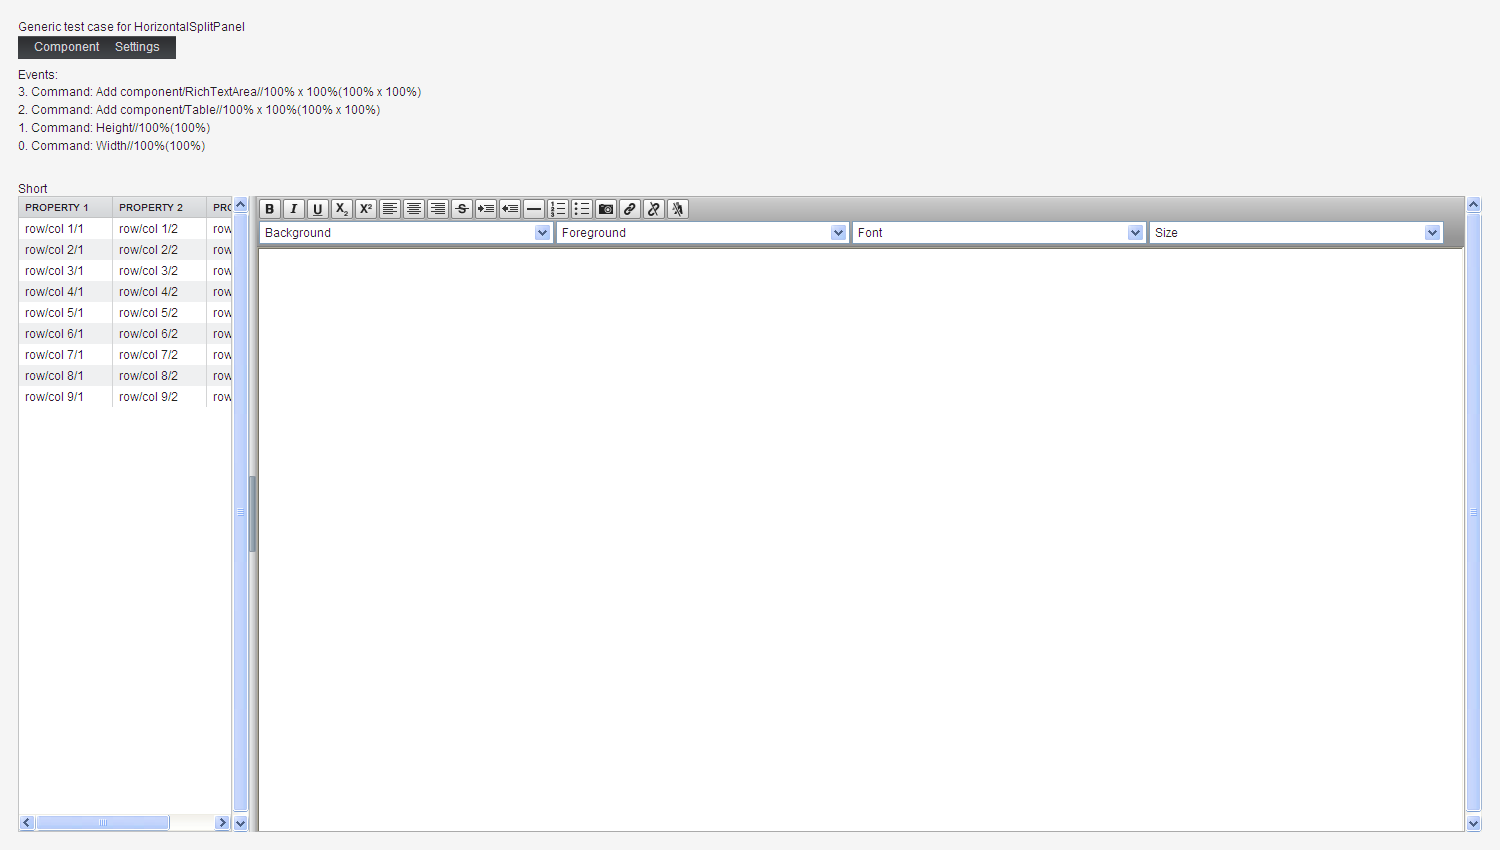 Generic test case for HorizontalSplitPanel
Component Settings
Events:
3. Command: Add component/RichTextArea//100% x 100%(100% x 100%)
2. Command: Add component/Table//100% x 100%(100% x 100%)
1. Command: Height//100%(100%)
0. Command: Width//100%(100%)
Short
PROPERTY 1 PROPERTY 2 PRO
row/col 1/1 row/col 1/2 row
row/col 2/1 row/col 2/2 row
row/col 3/1 row/col 3/2 row
row/col 4/1 row/col 4/2 row
row/col 5/1 row/col 5/2 row
row/col 6/1 row/col 6/2 row
row/col 7/1 row/col 7/2 row
row/col 8/1 row/col 8/2 row
row/col 9/1 row/col 9/2 row
B I U X₂ X²
Background Foreground Font Size